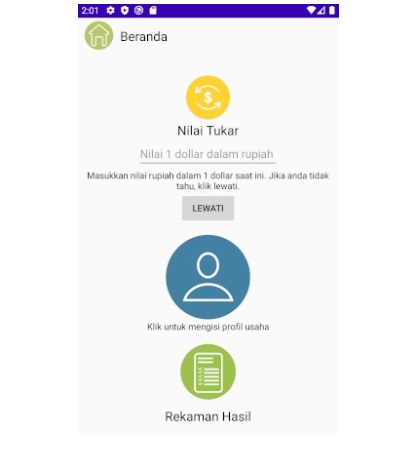 2:01
Beranda
Nilai Tukar
Nilai 1 dollar dalam rupiah
Masukkan nilai rupiah dalam 1 dollar saat ini. Jika anda tidak
tahu, klik lewati.
LEWATI
Klik untuk mengisi profil usaha
Rekaman Hasil